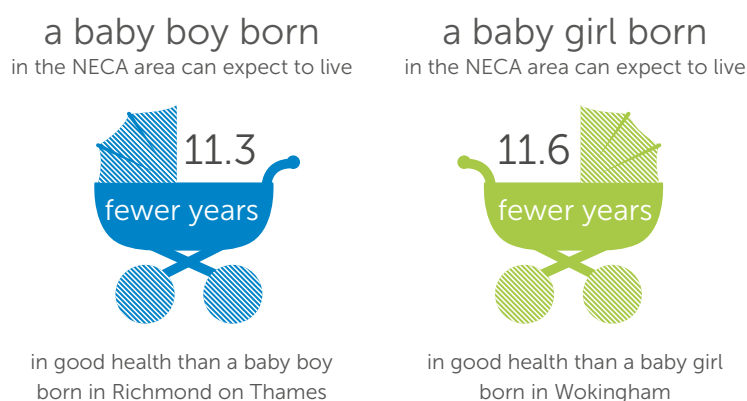 a baby boy born
in the NECA area can expect to live
11.3
fewer years
in good health than a baby boy
born in Richmond on Thames
a baby girl born
in the NECA area can expect to live
11.6
fewer years
in good health than a baby girl
born in Wokingham